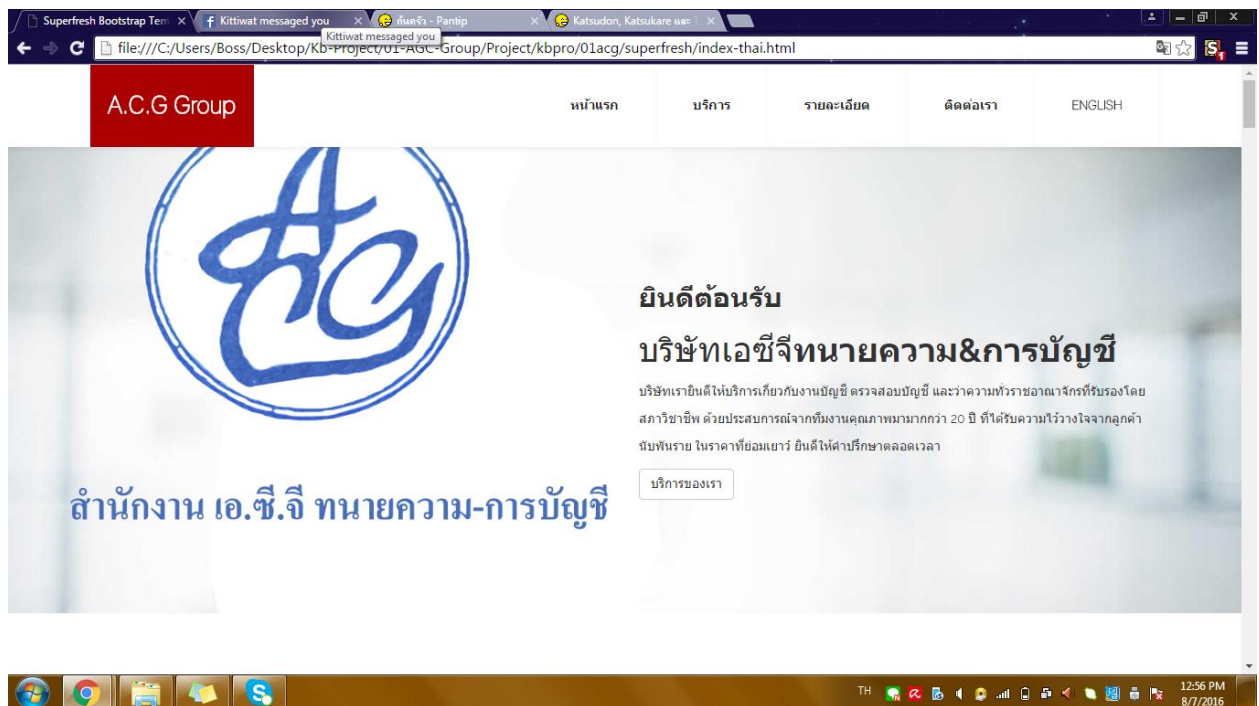 Superfresh Bootstrap Tem
Kittiwat messaged you
ก้นครัว - Pantip
Katsudon, Katsukare และ
Kittiwat messaged you
file:///C:/Users/Boss/Desktop/Kb-Project/01-AGC-Group/Project/kbpro/01acg/superfresh/index-thai.html
A.C.G Group
หน้าแรก
บริการ
รายละเอียด
ติดต่อเรา
ENGLISH
ACG
สำนักงาน เอ.ซี.จี ทนายความ-การบัญชี
ยินดีต้อนรับ
บริษัทเอซีจีทนายความ&การบัญชี
บริษัทเรายินดีให้บริการเกี่ยวกับงานบัญชี ตรวจสอบบัญชี และว่าความทั่วราชอาณาจักรที่รับรองโดย
สภาวิชาชีพ ด้วยประสบการณ์จากทีมงานคุณภาพมามากกว่า 20 ปี ที่ได้รับความไว้วางใจจากลูกค้า
นับพันราย ในราคาที่ย่อมเยาว์ ยินดีให้คำปรึกษาตลอดเวลา
บริการของเรา
TH
12:56 PM
8/7/2016